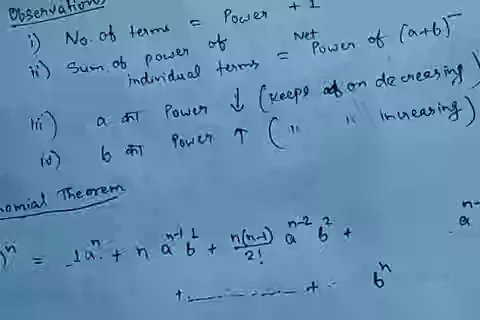 Observations
i) No. of terms = Power + 1
ii) Sum of power of individual terms = Net Power of (a+b)
iii) a का Power ↓ (keeps on decreasing)
iv) b का Power ↑ ( " " increasing)
nomial Theorem
)ⁿ = 1aⁿ + n aⁿ⁻¹ b¹ + n(n-1)/2! aⁿ⁻² b² +
+ ............ + bⁿ